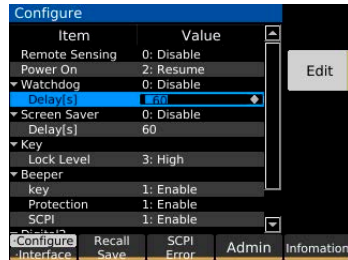 Configure
Item Value
Remote Sensing 0: Disable
Power On 2: Resume
Edit
Watchdog 0: Disable
Delay[s] 60
Screen Saver 0: Disable
Delay[s] 60
Key
Lock Level 3: High
Beeper
key 1: Enable
Protection 1: Enable
SCPI 1: Enable
Configure Recall SCPI Admin Infomation
Interface Save Error